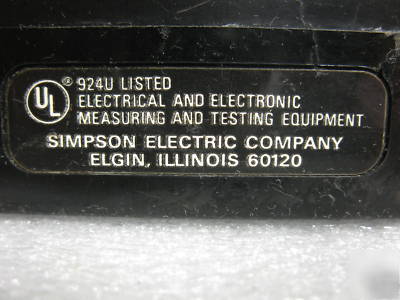 UL ® 924U LISTED
ELECTRICAL AND ELECTRONIC
MEASURING AND TESTING EQUIPMENT
SIMPSON ELECTRIC COMPANY
ELGIN, ILLINOIS 60120